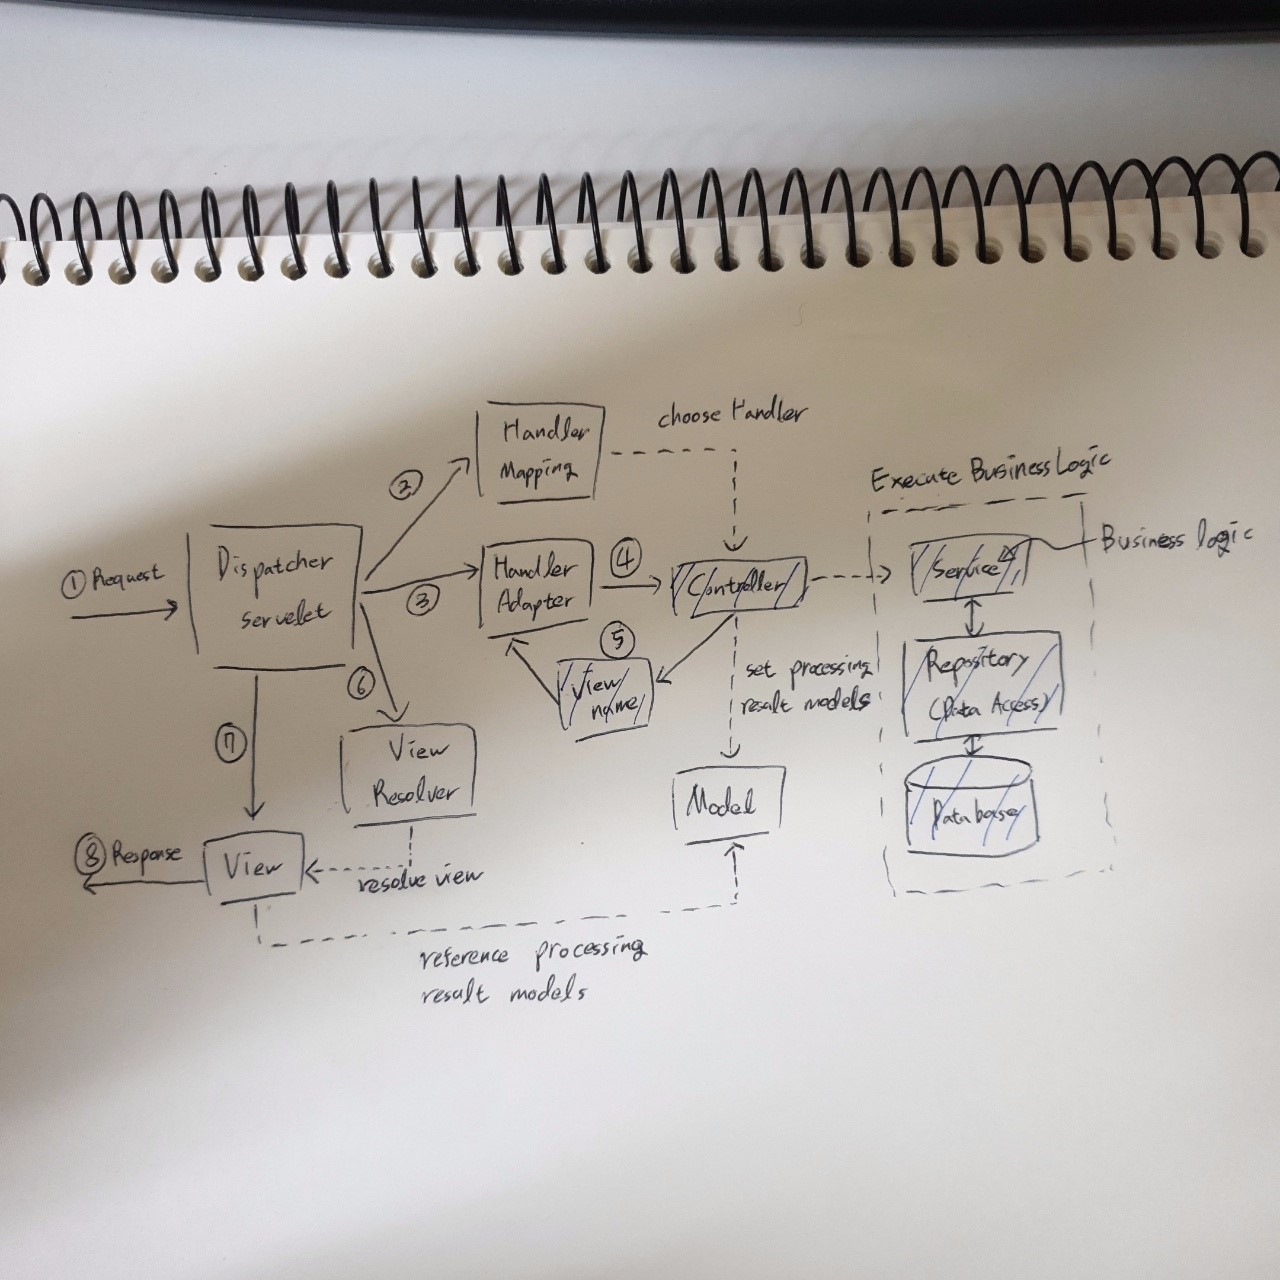 choose Handler
Handler
Mapping
②
Execute Business Logic
① Request
Dispatcher
servelet
③
Handler
Adapter
④
Controller
Service
Business logic
⑤
View
name
⑥
set processing
result models
Repository
(Data Access)
⑦
View
Resolver
Model
Database
⑧ Response
View
resolve view
reference processing
result models